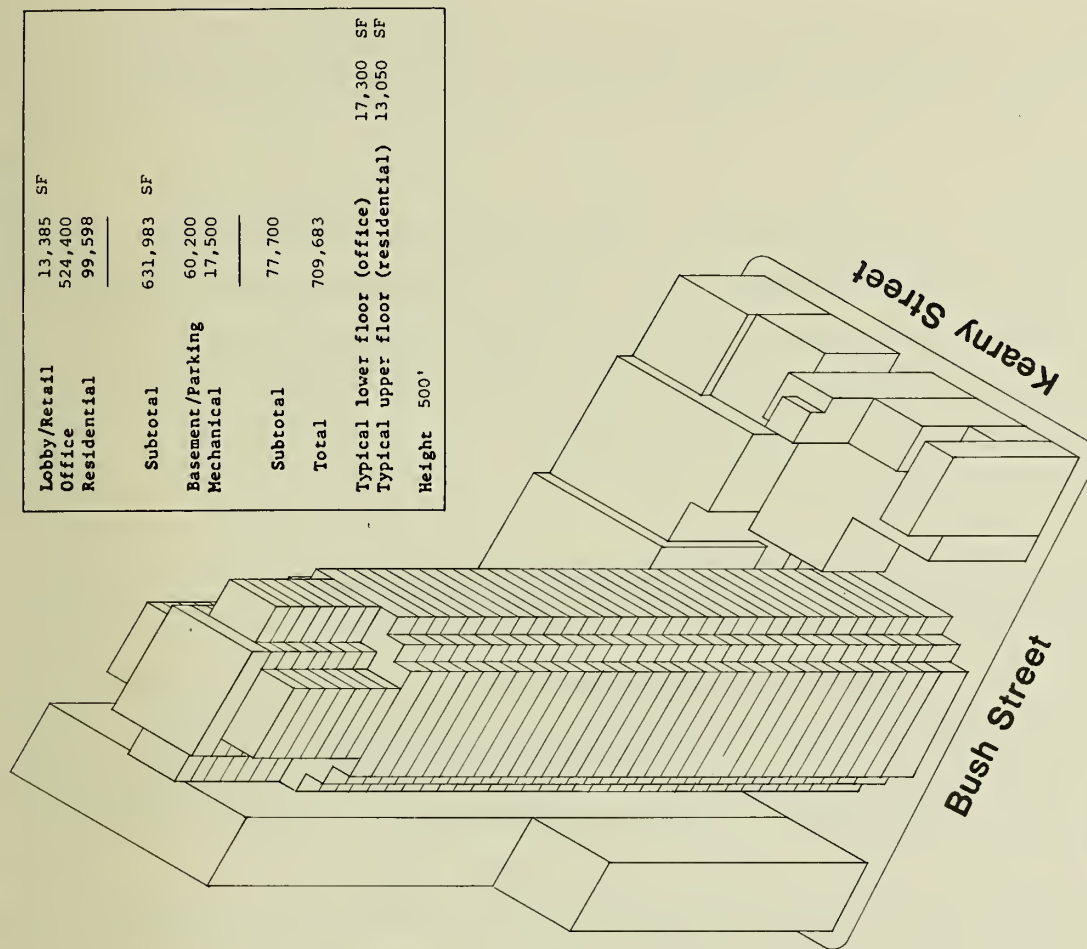 Lobby/Retail 13,385 SF
Office 524,400
Residential 99,598
Subtotal 631,983 SF
Basement/Parking 60,200
Mechanical 17,500
Subtotal 77,700
Total 709,683
Typical lower floor (office) 17,300 SF
Typical upper floor (residential) 13,050 SF
Height 500'
Kearny Street
Bush Street